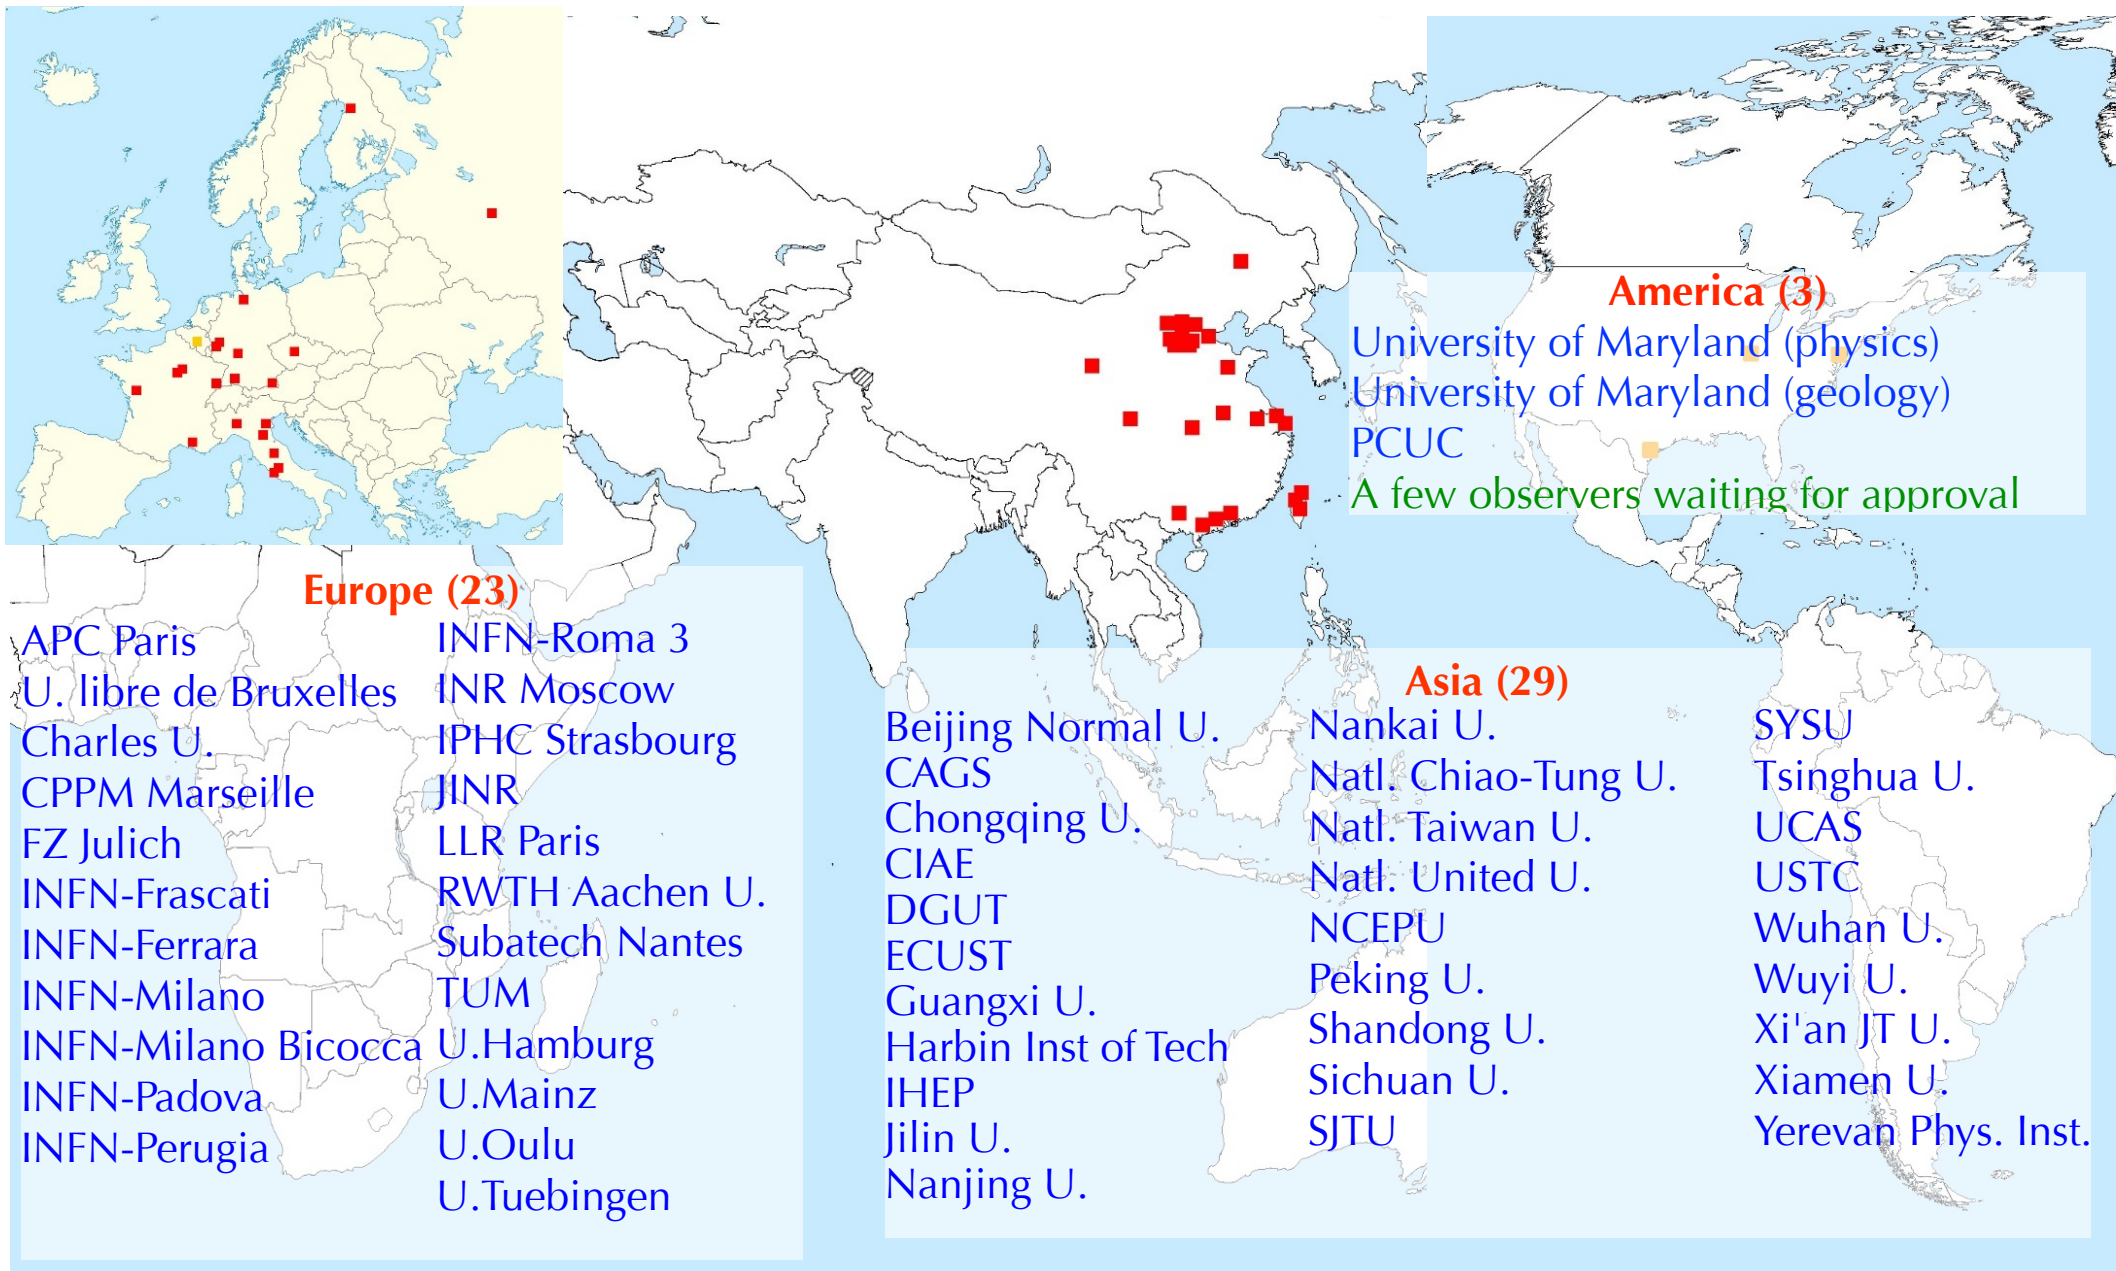 America (3)
University of Maryland (physics)
University of Maryland (geology)
PCUC
A few observers waiting for approval
Europe (23)
APC Paris
U. libre de Bruxelles
Charles U.
CPPM Marseille
FZ Julich
INFN-Frascati
INFN-Ferrara
INFN-Milano
INFN-Milano Bicocca
INFN-Padova
INFN-Perugia
INFN-Roma 3
INR Moscow
IPHC Strasbourg
JINR
LLR Paris
RWTH Aachen U.
Subatech Nantes
TUM
U.Hamburg
U.Mainz
U.Oulu
U.Tuebingen
Asia (29)
Beijing Normal U.
CAGS
Chongqing U.
CIAE
DGUT
ECUST
Guangxi U.
Harbin Inst of Tech
IHEP
Jilin U.
Nanjing U.
Nankai U.
Natl. Chiao-Tung U.
Natl. Taiwan U.
Natl. United U.
NCEPU
Peking U.
Shandong U.
Sichuan U.
SJTU
SYSU
Tsinghua U.
UCAS
USTC
Wuhan U.
Wuyi U.
Xi'an JT U.
Xiamen U.
Yerevan Phys. Inst.